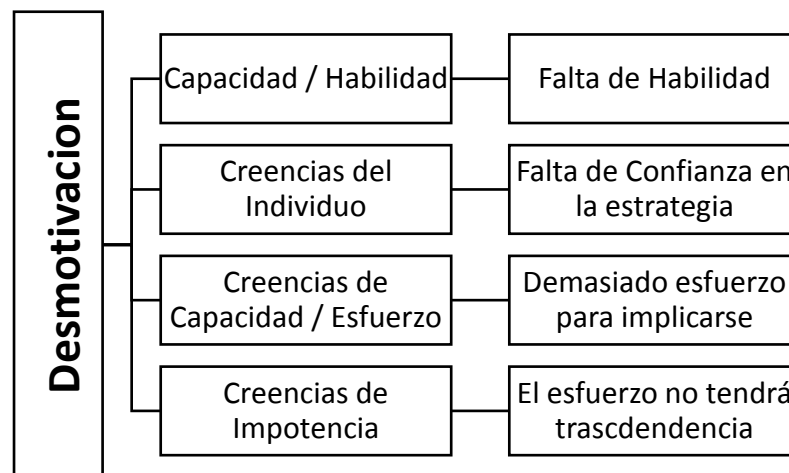 Desmotivacion
Capacidad / Habilidad
Falta de Habilidad
Creencias del
Individuo
Falta de Confianza en
la estrategia
Creencias de
Capacidad / Esfuerzo
Demasiado esfuerzo
para implicarse
Creencias de
Impotencia
El esfuerzo no tendrá
trascdendencia